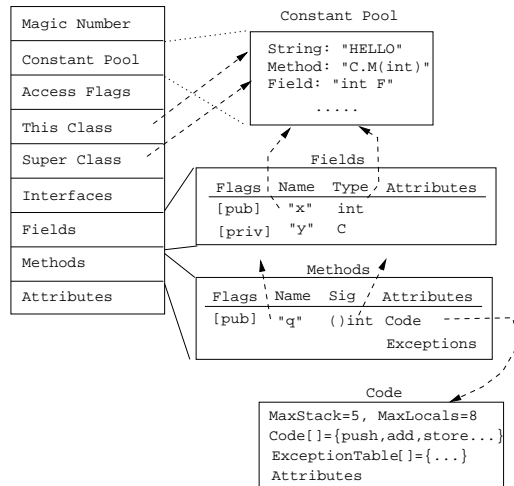 Magic Number
Constant Pool
Access Flags
This Class
Super Class
Interfaces
Fields
Methods
Attributes
Constant Pool
String: "HELLO"
Method: "C.M(int)"
Field: "int F"
.....
Fields
Flags Name Type Attributes
[pub] "x" int
[priv] "y" C
Methods
Flags Name Sig Attributes
[pub] "q" ()int Code
Exceptions
Code
MaxStack=5, MaxLocals=8
Code[]={push,add,store...}
ExceptionTable[]={...}
Attributes